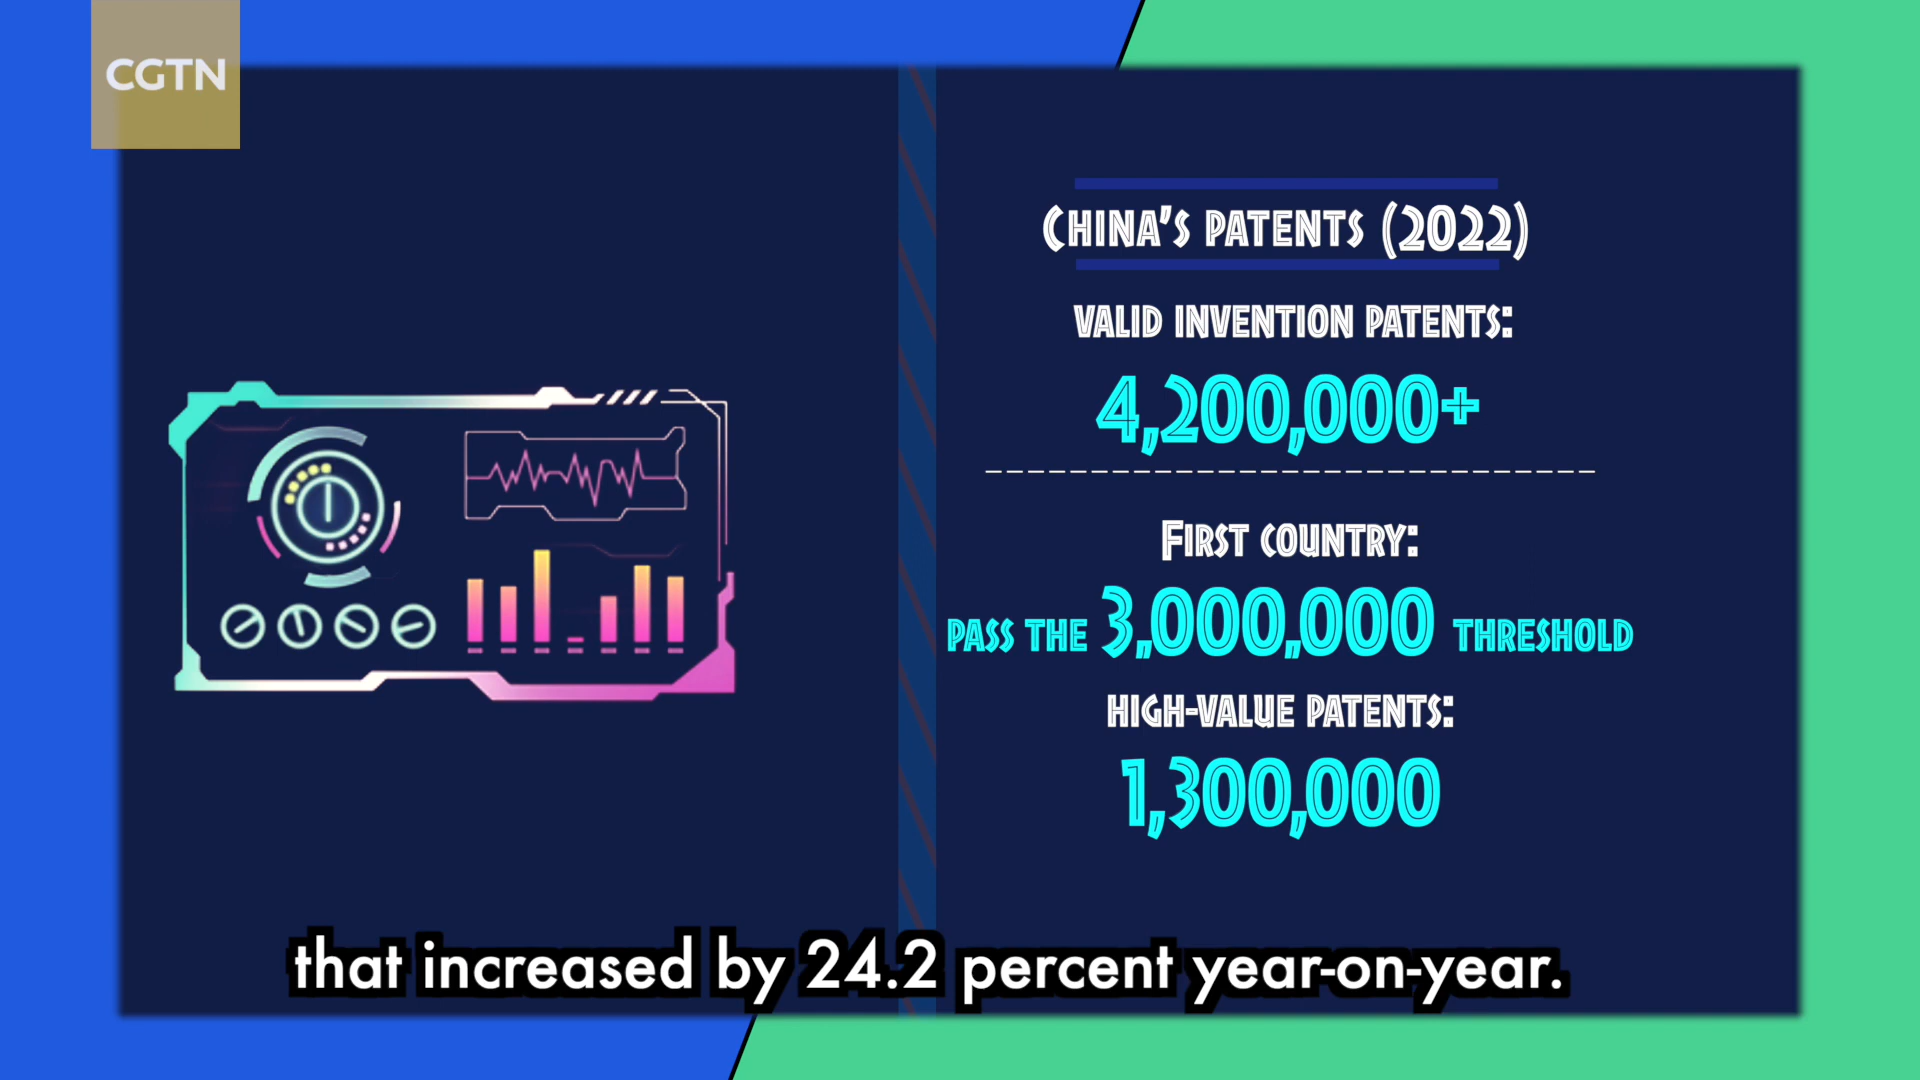 CGTN
China's patents (2022)
valid invention patents:
4,200,000+
First country:
pass the 3,000,000 threshold
high-value patents:
1,300,000
that increased by 24.2 percent year-on-year.